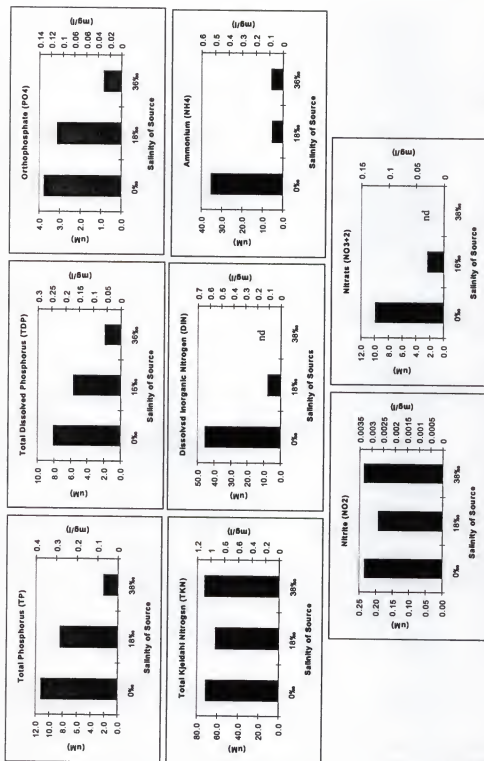 Total Phosphorus (TP)
(uM)
12.0
10.0
8.0
6.0
4.0
2.0
0.0
0‰ 18‰ 38‰
Salinity of Source
0.4
0.3
0.2
0.1
0
(mg/l)
Total Dissolved Phosphorus (TDP)
(uM)
10.0
8.0
6.0
4.0
2.0
0.0
0‰ 16‰ 36‰
Salinity of Source
0.3
0.25
0.2
0.15
0.1
0.05
0
(mg/l)
Orthophosphate (PO4)
(uM)
4.0
3.0
2.0
1.0
0.0
0‰ 18‰ 36‰
Salinity of Source
0.14
0.12
0.1
0.08
0.06
0.04
0.02
0
(mg/l)
Total Kjeldahl Nitrogsn (TKN)
(uM)
80.0
60.0
40.0
20.0
0.0
0‰ 18‰ 38‰
Salinity of Source
1.2
1
0.8
0.6
0.4
0.2
0
(mg/l)
Dissolvsd Inorganic Nitrogen (DIN)
(uM)
50.0
40.0
30.0
20.0
10.0
0.0
nd
0‰ 18‰ 38‰
Salinity of Sourcs
0.7
0.6
0.5
0.4
0.3
0.2
0.1
0
(mg/l)
Ammonium (NH4)
(uM)
40.0
30.0
20.0
10.0
0.0
0‰ 18‰ 36‰
Salinity of Source
0.6
0.5
0.4
0.3
0.2
0.1
0
(mg/l)
Nitrite (NO2)
(uM)
0.25
0.20
0.15
0.10
0.05
0.00
0‰ 18‰ 38‰
Salinity of Source
0.0035
0.003
0.0025
0.002
0.0015
0.001
0.0005
0
(mg/l)
Nitrats (NO3+2)
(uM)
12.0
10.0
8.0
6.0
4.0
2.0
0.0
nd
0‰ 16‰ 38‰
Salinity of Source
0.15
0.1
0.05
0
(mg/l)